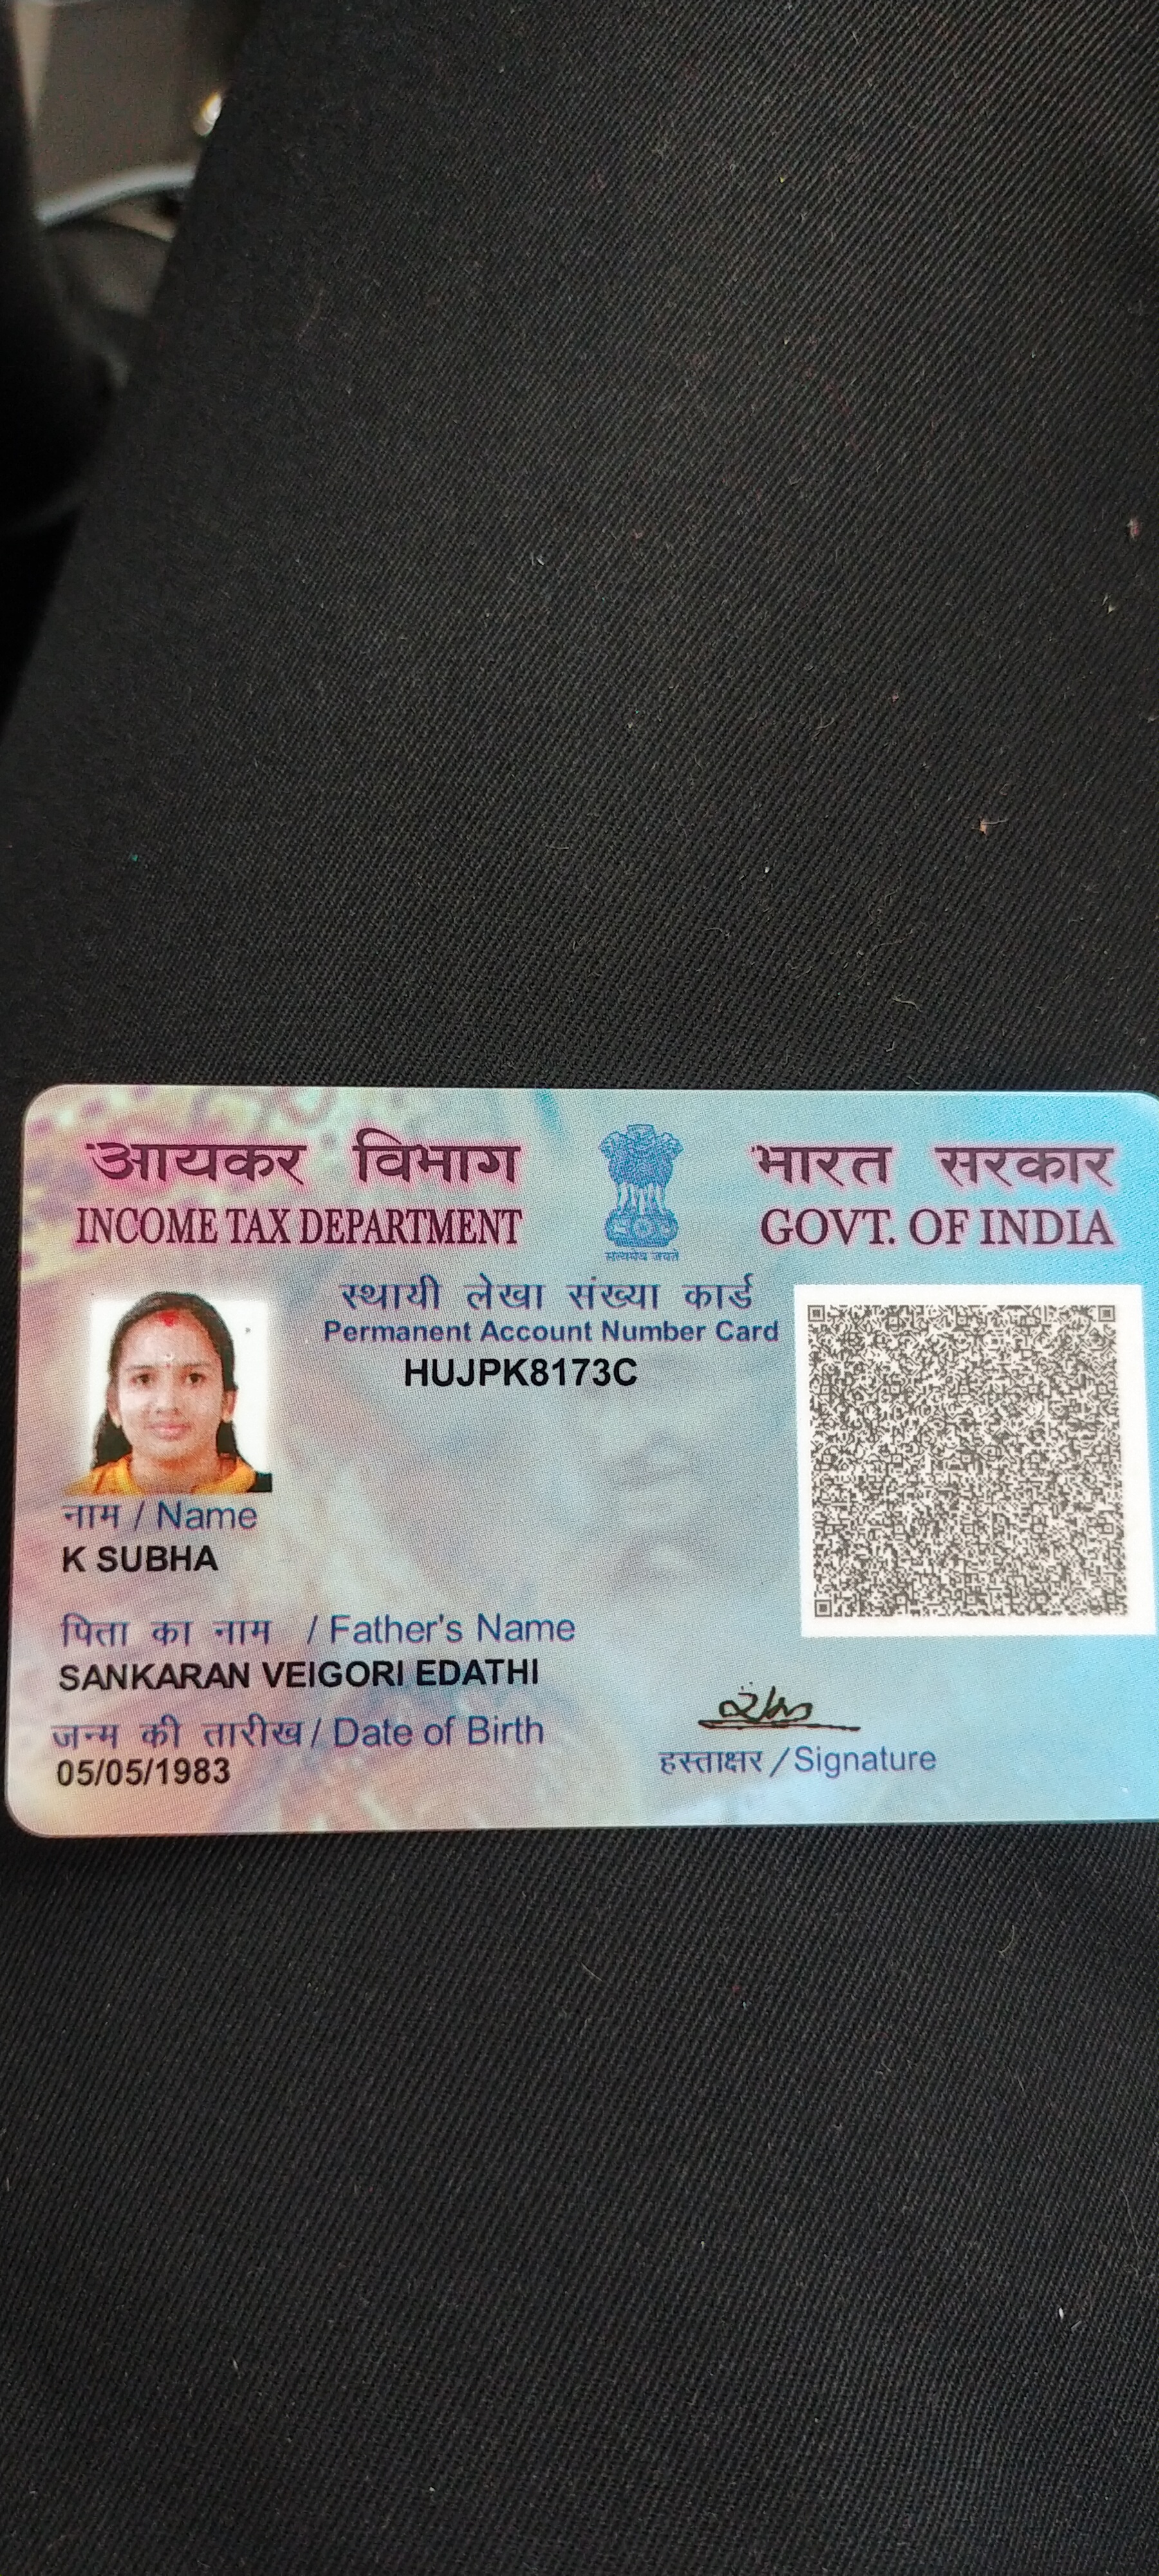 आयकर विभाग
INCOME TAX DEPARTMENT
सत्यमेव जयते
भारत सरकार
GOVT. OF INDIA
स्थायी लेखा संख्या कार्ड
Permanent Account Number Card
HUJPK8173C
नाम / Name
K SUBHA
पिता का नाम / Father's Name
SANKARAN VEIGORI EDATHI
जन्म की तारीख / Date of Birth
05/05/1983
हस्ताक्षर / Signature